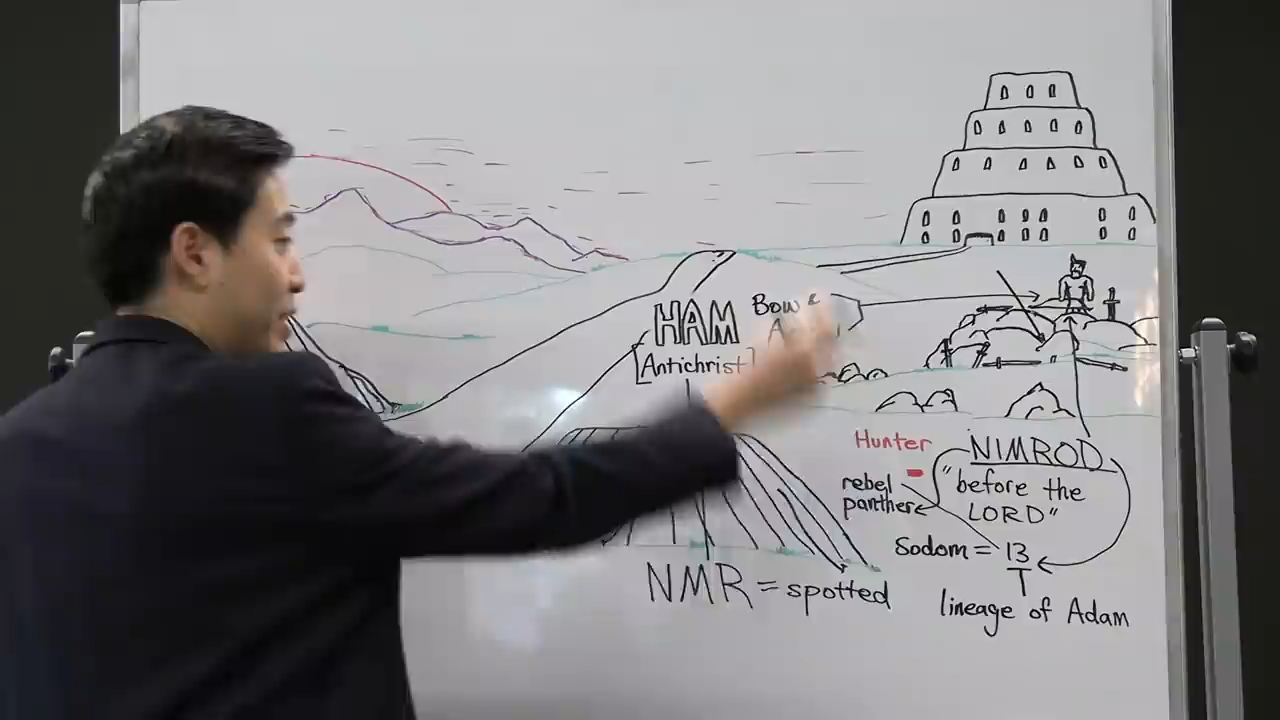 HAM
Bow &
[Antichrist]
Hunter
NIMROD
rebel
panther
"before the
LORD"
Sodom = 13
lineage of Adam
NMR = spotted